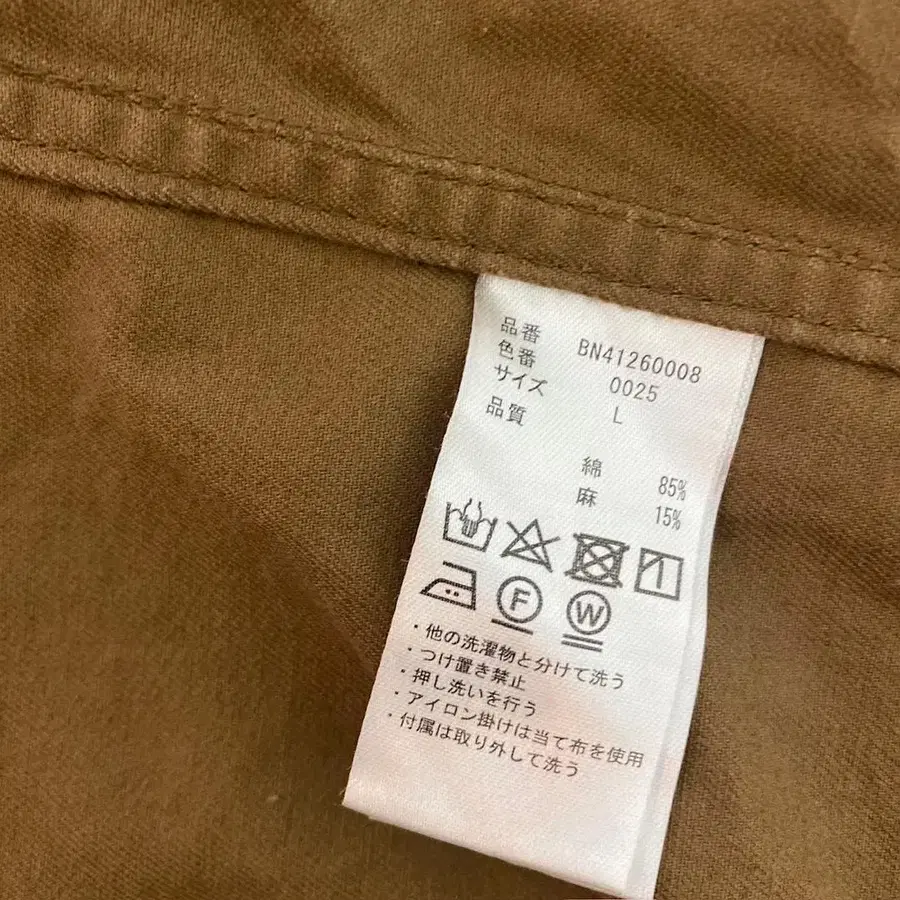 品番 BN41260008
色番 0025
サイズ L
品質
綿 85%
麻 15%
F W
・他の洗濯物と分けて洗う
・つけ置き禁止
・押し洗いを行う
・アイロン掛けは当て布を使用
・付属は取り外して洗う